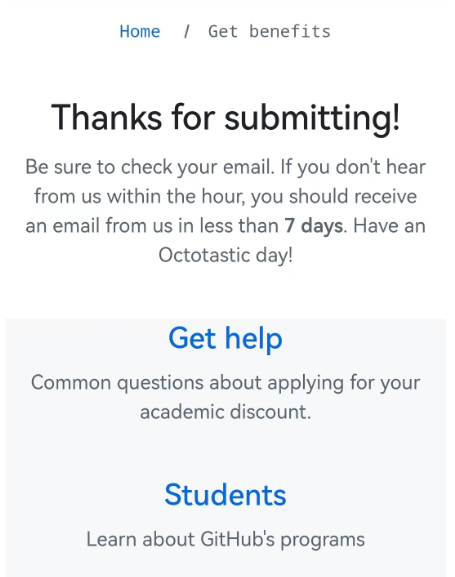 Home / Get benefits
Thanks for submitting!
Be sure to check your email. If you don't hear
from us within the hour, you should receive
an email from us in less than 7 days. Have an
Octotastic day!
Get help
Common questions about applying for your
academic discount.
Students
Learn about GitHub's programs